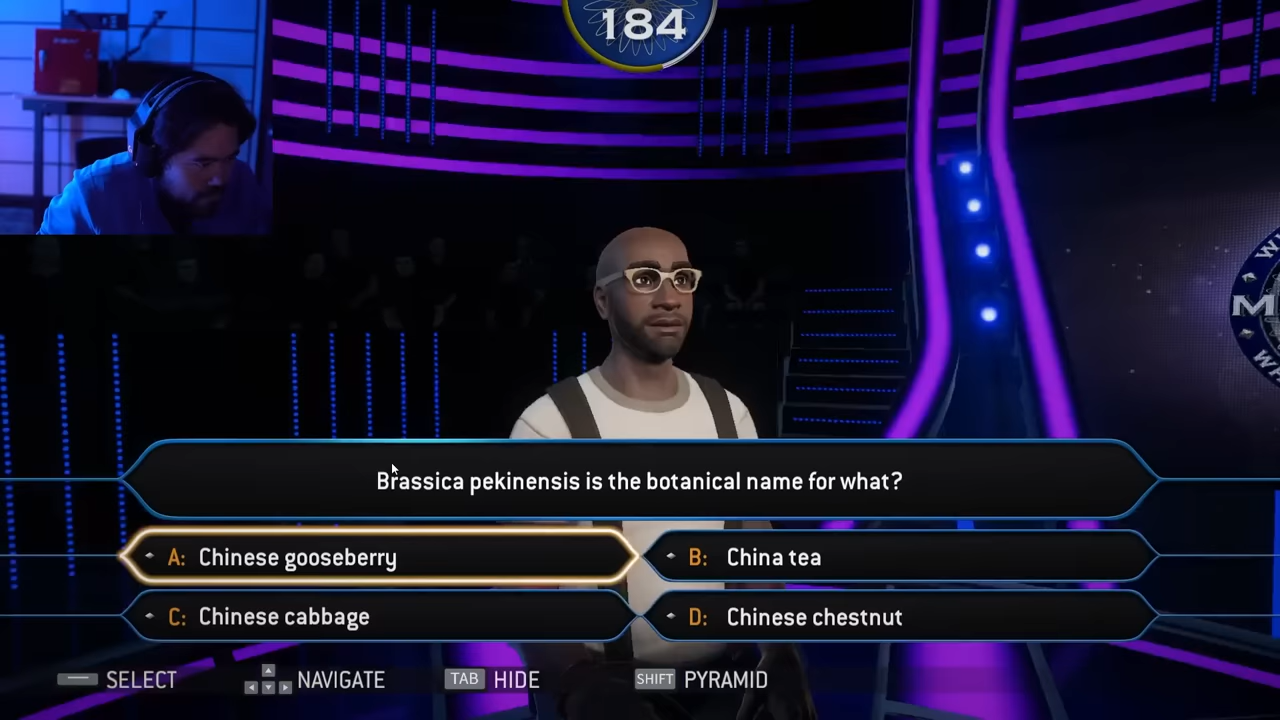 184
Brassica pekinensis is the botanical name for what?
A: Chinese gooseberry
B: China tea
C: Chinese cabbage
D: Chinese chestnut
SELECT
NAVIGATE
TAB HIDE
SHIFT PYRAMID